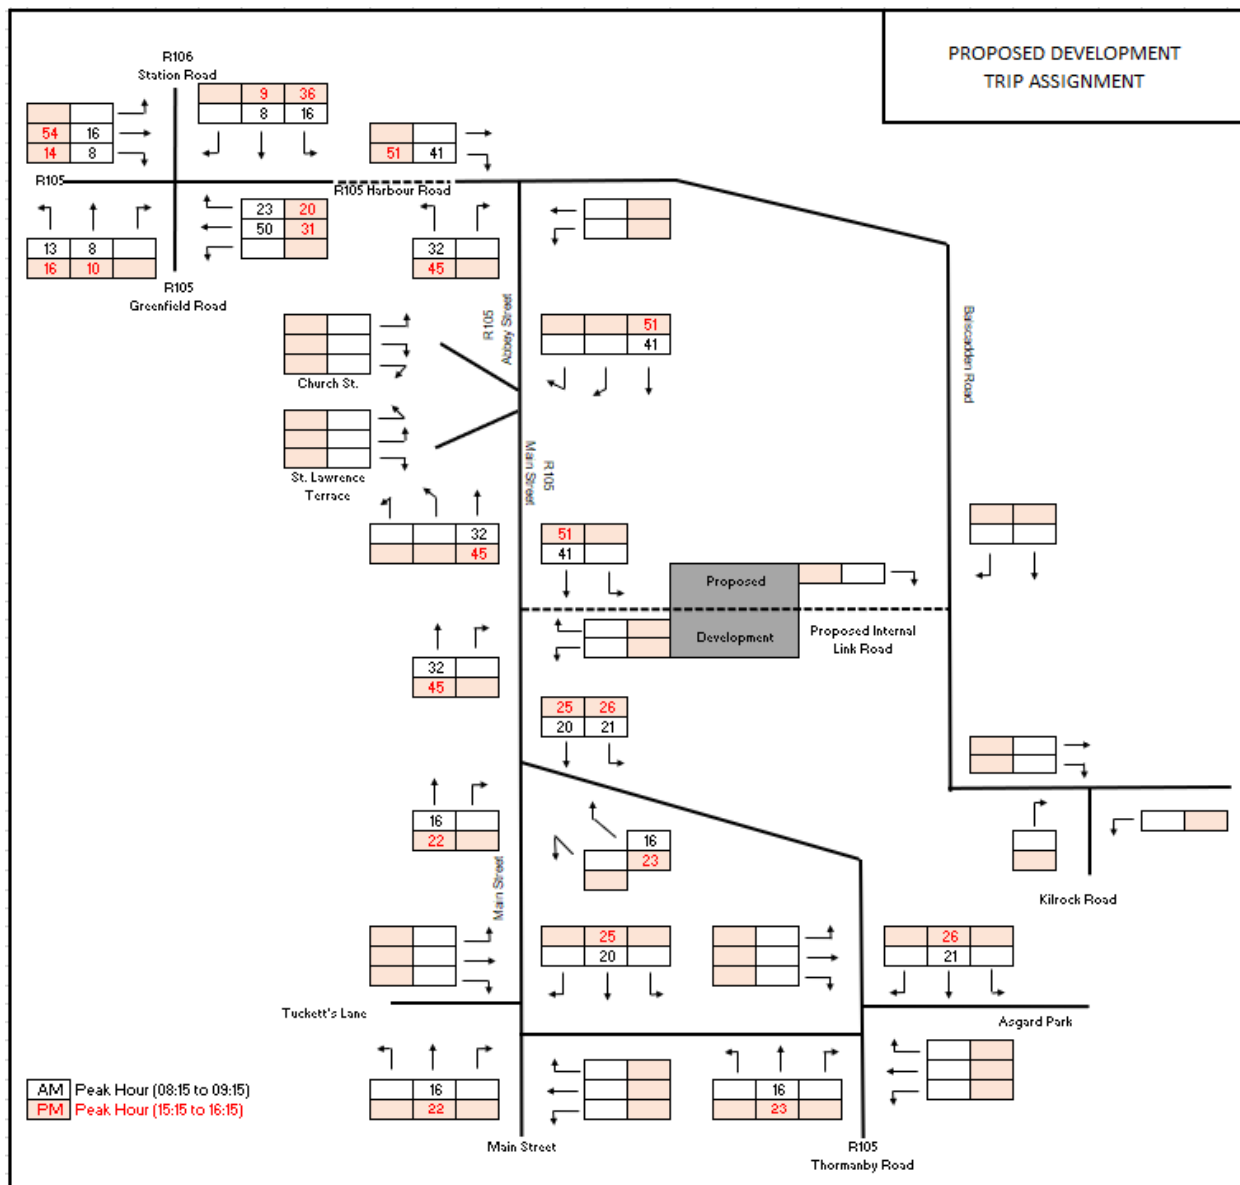 PROPOSED DEVELOPMENT
TRIP ASSIGNMENT
R106
Station Road
9 36
8 16
54 16
14 8
51 41
R105
R105 Harbour Road
23 20
50 31
13 8
16 10
32
45
R105
Greenfield Road
R105
Abbey Street
51
41
Church St.
St. Lawrence
Terrace
R105
Main Street
Balscadden Road
32
45
51
41
Proposed
Development
Proposed Internal
Link Road
32
45
25 26
20 21
16
22
16
23
Main Street
Kilrock Road
25
20
26
21
Tuckett's Lane
Asgard Park
16
22
16
23
AM Peak Hour (08:15 to 09:15)
PM Peak Hour (15:15 to 16:15)
Main Street
R105
Thormanby Road